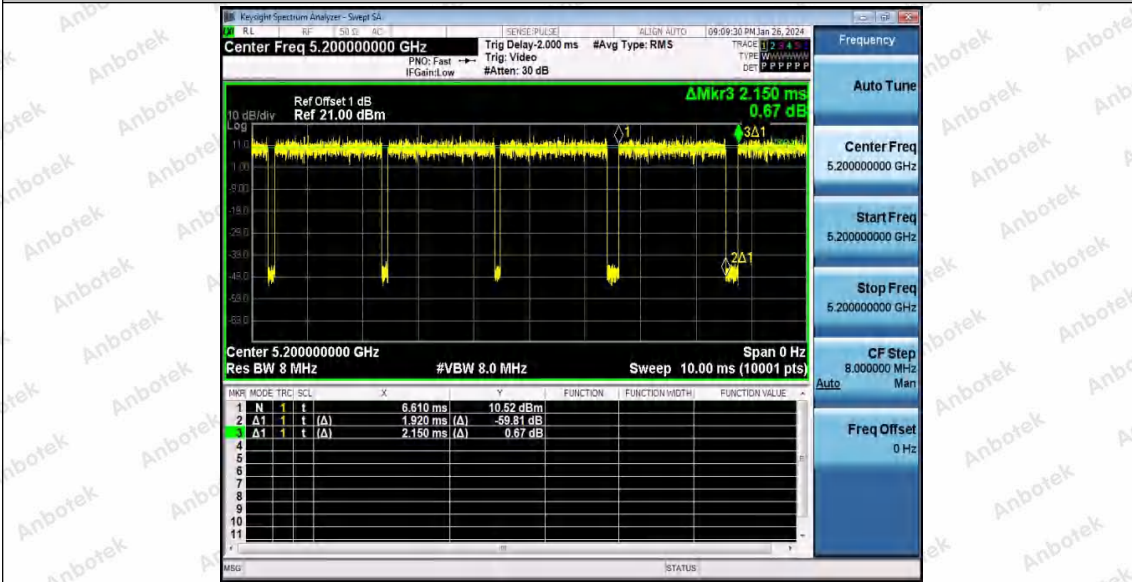 Keysight Spectrum Analyzer - Swept SA
RL RF 50 Ω AC SENSE:PULSE ALIGN AUTO 09:09:30 PM Jan 26, 2024
Center Freq 5.200000000 GHz
PNO: Fast
IFGain:Low
Trig Delay-2.000 ms
Trig: Video
#Atten: 30 dB
#Avg Type: RMS
TRACE 1 2 3 4 5 6
TYPE WWWWWW
DET P P P P P P
Ref Offset 1 dB
Ref 21.00 dBm
ΔMkr3 2.150 ms
0.67 dB
10 dB/div
Log
11.0
1.00
-9.00
-19.0
-29.0
-39.0
-49.0
-59.0
-69.0
1
3Δ1
2Δ1
Center 5.200000000 GHz
Span 0 Hz
Res BW 8 MHz
#VBW 8.0 MHz
Sweep 10.00 ms (10001 pts)
MKR MODE TRC SCL X Y FUNCTION FUNCTION WIDTH FUNCTION VALUE
1 N 1 t 6.610 ms 10.52 dBm
2 Δ1 1 t (Δ) 1.920 ms (Δ) -59.81 dB
3 Δ1 1 t (Δ) 2.150 ms (Δ) 0.67 dB
4
5
6
7
8
9
10
11
MSG
STATUS
Frequency
Auto Tune
Center Freq
5.200000000 GHz
Start Freq
5.200000000 GHz
Stop Freq
5.200000000 GHz
CF Step
8.000000 MHz
Auto Man
Freq Offset
0 Hz
Anbotek